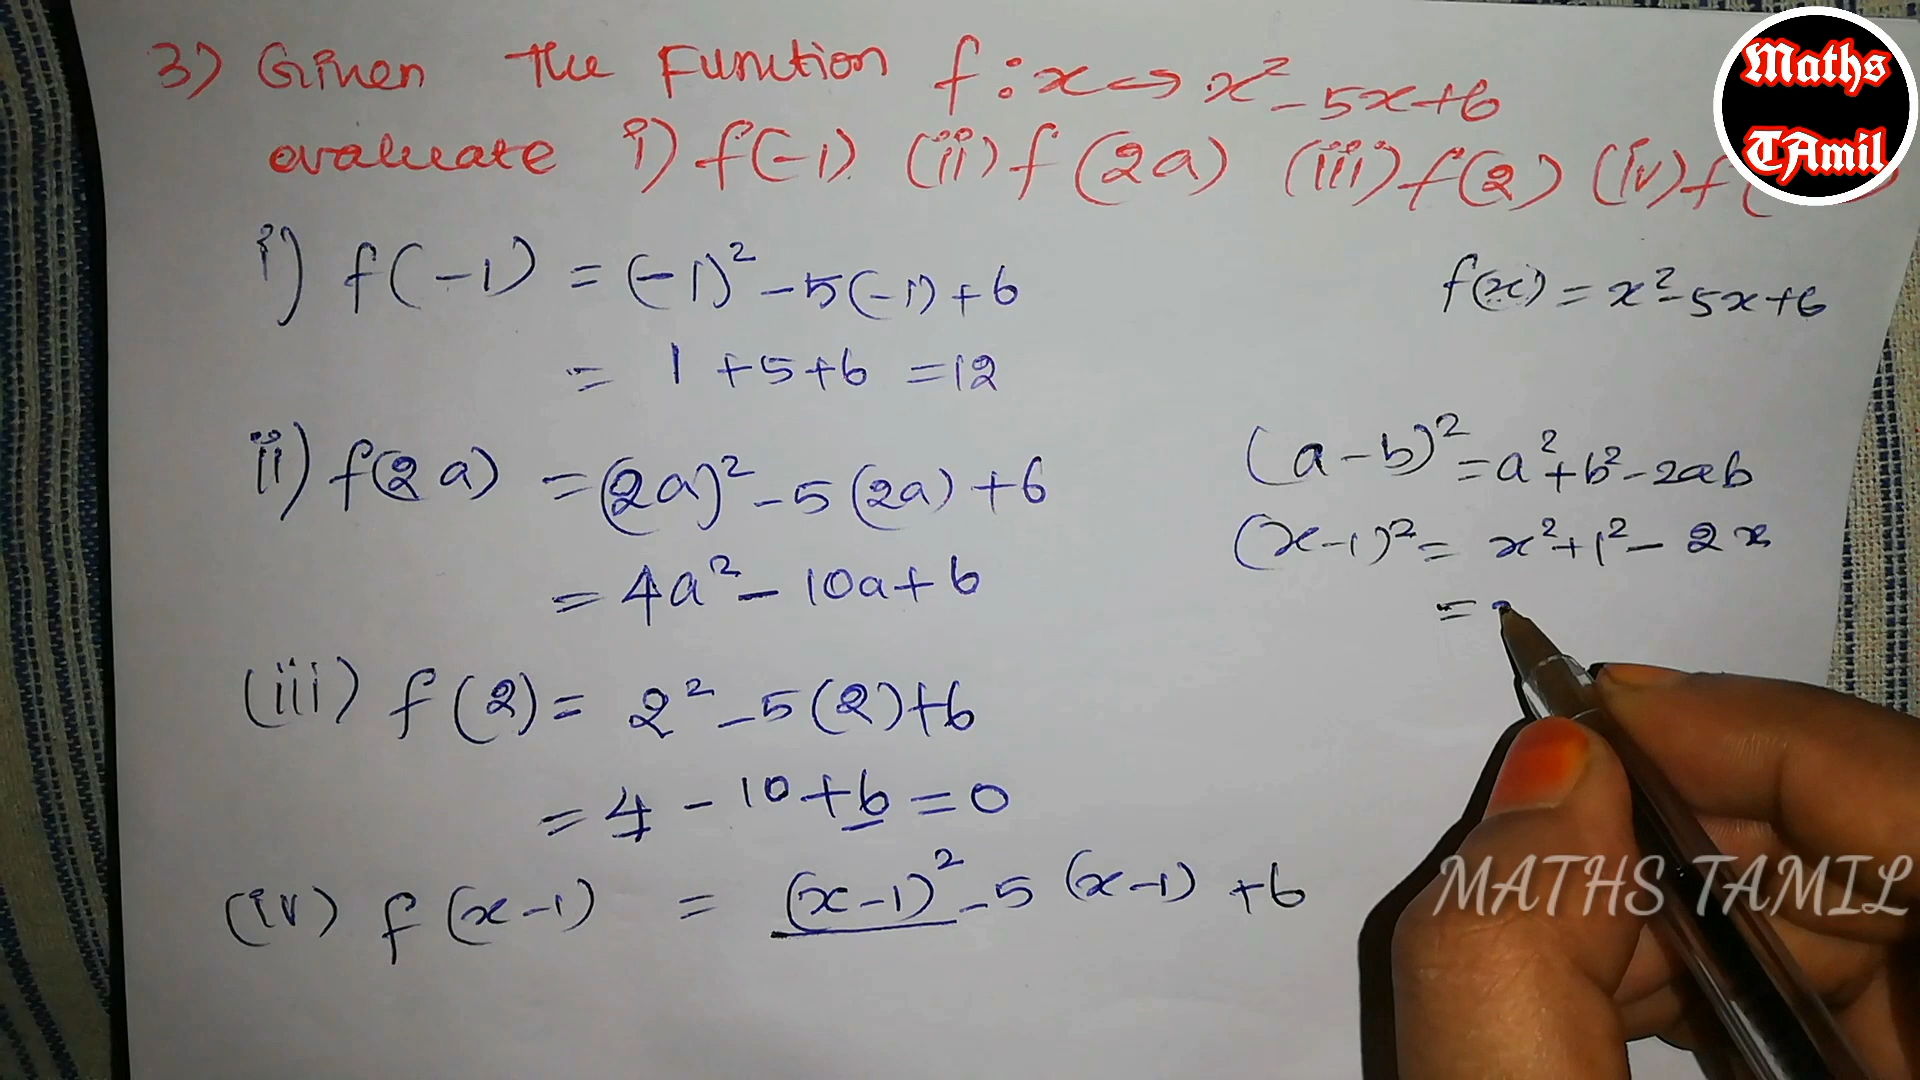 3) Given the Function f : x → x² - 5x + 6
evaluate i) f(-1) (ii) f(2a) (iii) f(2) (iv) f(
Maths
TAmil
i) f(-1) = (-1)² - 5(-1) + 6
= 1 + 5 + 6 = 12
f(x) = x² - 5x + 6
ii) f(2a) = (2a)² - 5(2a) + 6
= 4a² - 10a + 6
(a - b)² = a² + b² - 2ab
(x - 1)² = x² + 1² - 2x
=
(iii) f(2) = 2² - 5(2) + 6
= 4 - 10 + 6 = 0
(iv) f(x - 1) = (x - 1)² - 5(x - 1) + 6
MATHS TAMIL